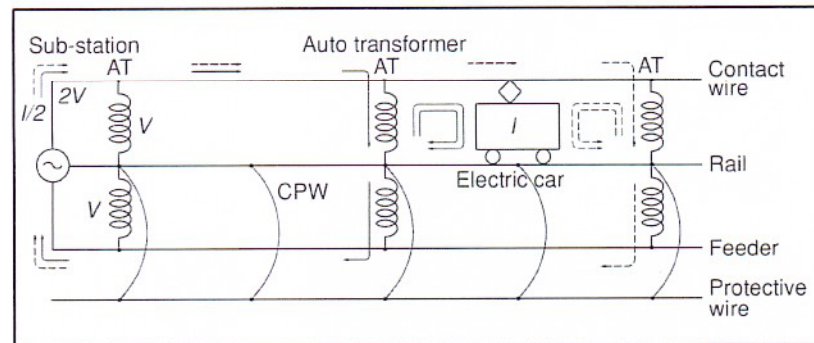 Sub-station
Auto transformer
AT
AT
AT
Contact
wire
I/2
2V
V
I
Rail
Electric car
CPW
V
Feeder
Protective
wire